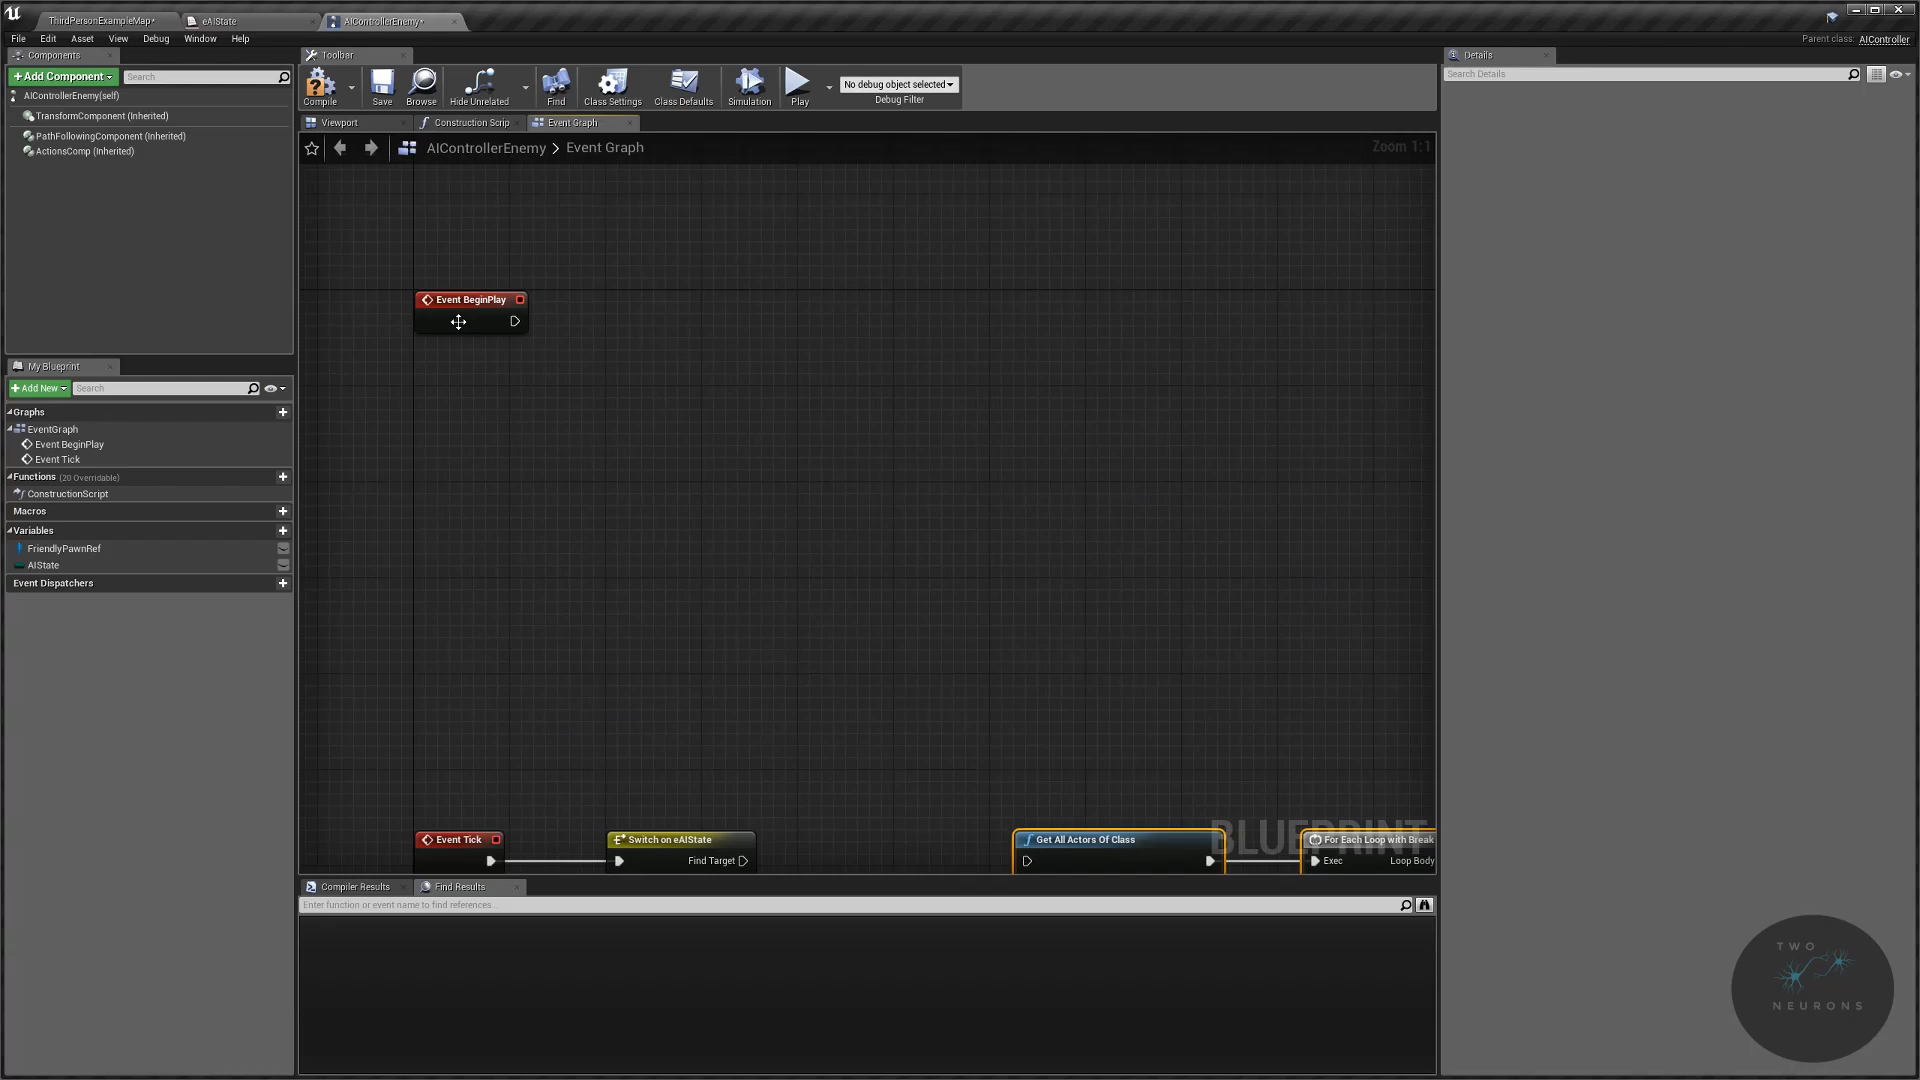 ThirdPersonExampleMap*
eAIState
AIControllerEnemy*
File Edit Asset View Debug Window Help
Parent class: AIController
Components
+Add Component
Search
AIControllerEnemy(self)
TransformComponent (Inherited)
PathFollowingComponent (Inherited)
ActionsComp (Inherited)
Toolbar
Compile
Save
Browse
Hide Unrelated
Find
Class Settings
Class Defaults
Simulation
Play
No debug object selected
Debug Filter
Viewport
Construction Scrip
Event Graph
AIControllerEnemy > Event Graph
Zoom 1:1
Event BeginPlay
Event Tick
Switch on eAIState
Find Target
Get All Actors Of Class
For Each Loop with Break
Exec
Loop Body
BLUEPRINT
My Blueprint
+Add New
Search
Graphs
EventGraph
Event BeginPlay
Event Tick
Functions (20 Overridable)
ConstructionScript
Macros
Variables
FriendlyPawnRef
AIState
Event Dispatchers
Compiler Results
Find Results
Enter function or event name to find references...
Details
Search Details
TWO
NEURONS